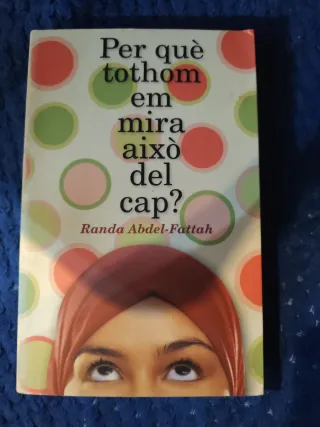 Per què
tothom
em
mira
això
del
cap?
Randa Abdel-Fattah